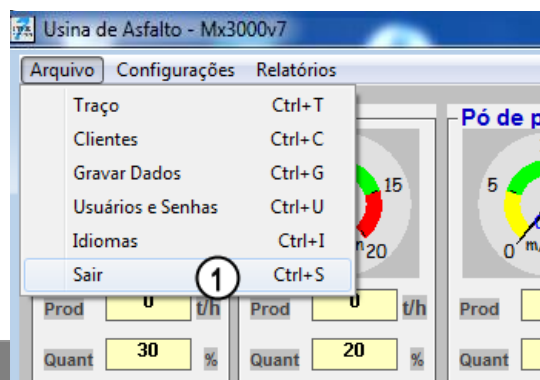 Usina de Asfalto - Mx3000v7
Arquivo Configurações Relatórios
Traço Ctrl+T
Clientes Ctrl+C
Gravar Dados Ctrl+G
Usuários e Senhas Ctrl+U
Idiomas Ctrl+I
Sair 1 Ctrl+S
Pó de p
15
20
5
0 m/
Prod 0 t/h Prod 0 t/h Prod
Quant 30 % Quant 20 % Quant